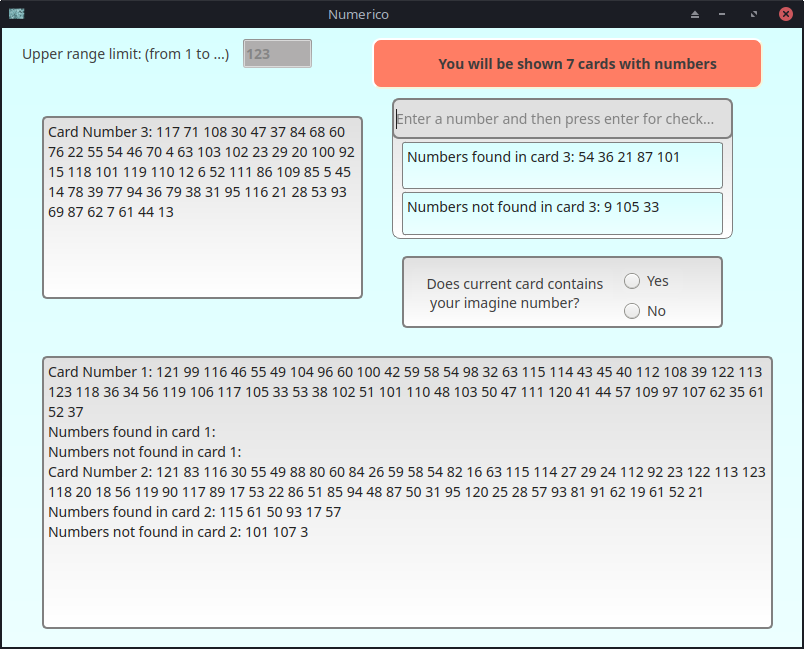 Numerico
Upper range limit: (from 1 to ...)
123
You will be shown 7 cards with numbers
Card Number 3: 117 71 108 30 47 37 84 68 60
76 22 55 54 46 70 4 63 103 102 23 29 20 100 92
15 118 101 119 110 12 6 52 111 86 109 85 5 45
14 78 39 77 94 36 79 38 31 95 116 21 28 53 93
69 87 62 7 61 44 13
Enter a number and then press enter for check...
Numbers found in card 3: 54 36 21 87 101
Numbers not found in card 3: 9 105 33
Does current card contains
your imagine number?
Yes
No
Card Number 1: 121 99 116 46 55 49 104 96 60 100 42 59 58 54 98 32 63 115 114 43 45 40 112 108 39 122 113
123 118 36 34 56 119 106 117 105 33 53 38 102 51 101 110 48 103 50 47 111 120 41 44 57 109 97 107 62 35 61
52 37
Numbers found in card 1:
Numbers not found in card 1:
Card Number 2: 121 83 116 30 55 49 88 80 60 84 26 59 58 54 82 16 63 115 114 27 29 24 112 92 23 122 113 123
118 20 18 56 119 90 117 89 17 53 22 86 51 85 94 48 87 50 31 95 120 25 28 57 93 81 91 62 19 61 52 21
Numbers found in card 2: 115 61 50 93 17 57
Numbers not found in card 2: 101 107 3